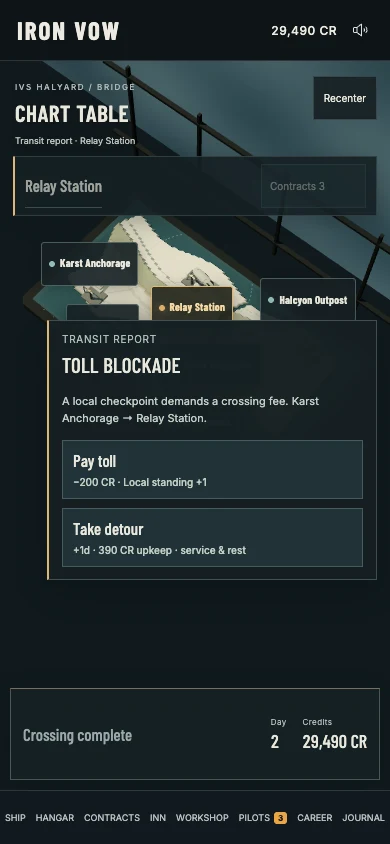 IRON VOW
29,490 CR
IVS HALYARD / BRIDGE
CHART TABLE
Recenter
Transit report · Relay Station
Relay Station
Contracts 3
Karst Anchorage
Relay Station
Halcyon Outpost
TRANSIT REPORT
TOLL BLOCKADE
A local checkpoint demands a crossing fee. Karst
Anchorage → Relay Station.
Pay toll
−200 CR · Local standing +1
Take detour
+1d · 390 CR upkeep · service & rest
Crossing complete
Day
2
Credits
29,490 CR
SHIP HANGAR CONTRACTS INN WORKSHOP PILOTS 3 CAREER JOURNAL